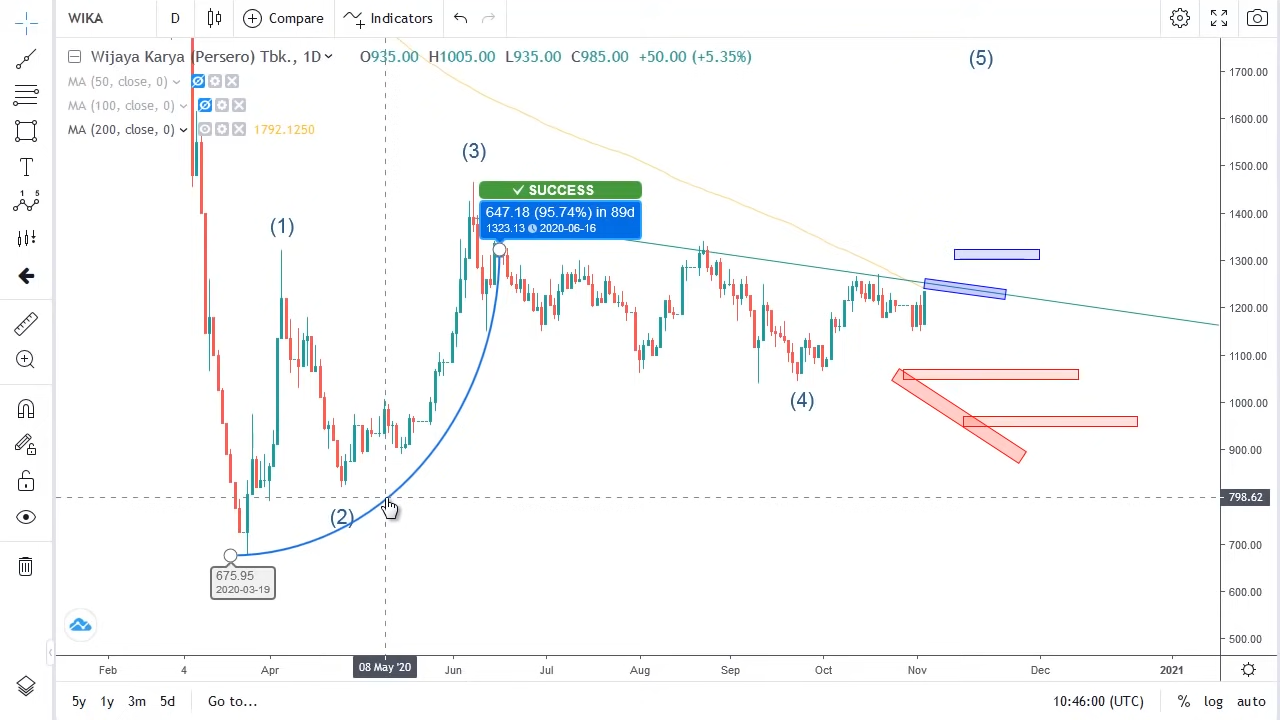 WIKA D Compare Indicators
Wijaya Karya (Persero) Tbk., 1D O935.00 H1005.00 L935.00 C985.00 +50.00 (+5.35%)
MA (50, close, 0)
MA (100, close, 0)
MA (200, close, 0) 1792.1250
(5)
(3)
SUCCESS
647.18 (95.74%) in 89d
1323.13 2020-06-16
(1)
(4)
(2)
675.95
2020-03-19
1700.00
1600.00
1500.00
1400.00
1300.00
1200.00
1100.00
1000.00
900.00
798.62
700.00
600.00
500.00
Feb 4 Apr 08 May '20 Jun Jul Aug Sep Oct Nov Dec 2021
5y 1y 3m 5d Go to... 10:46:00 (UTC) % log auto